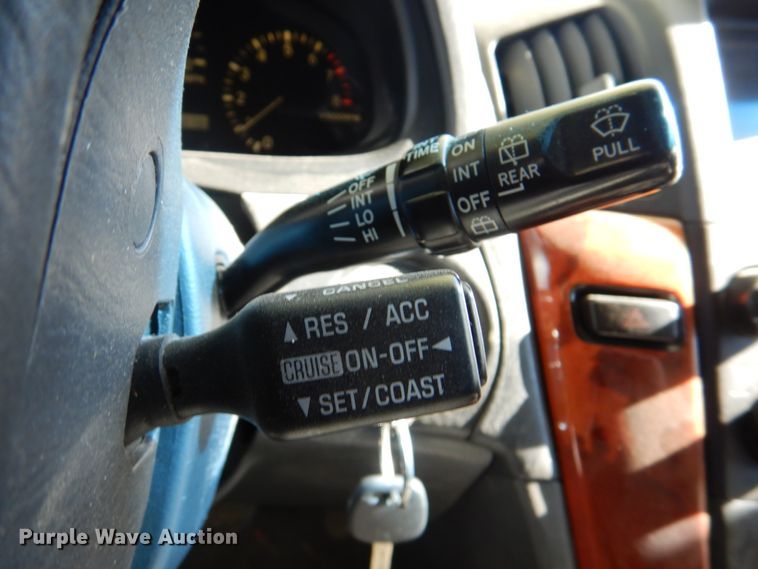 INT
TIME
ON
INT
OFF
REAR
PULL
OFF
INT
LO
HI
CANCEL
RES / ACC
CRUISE ON-OFF
SET/COAST
Purple Wave Auction